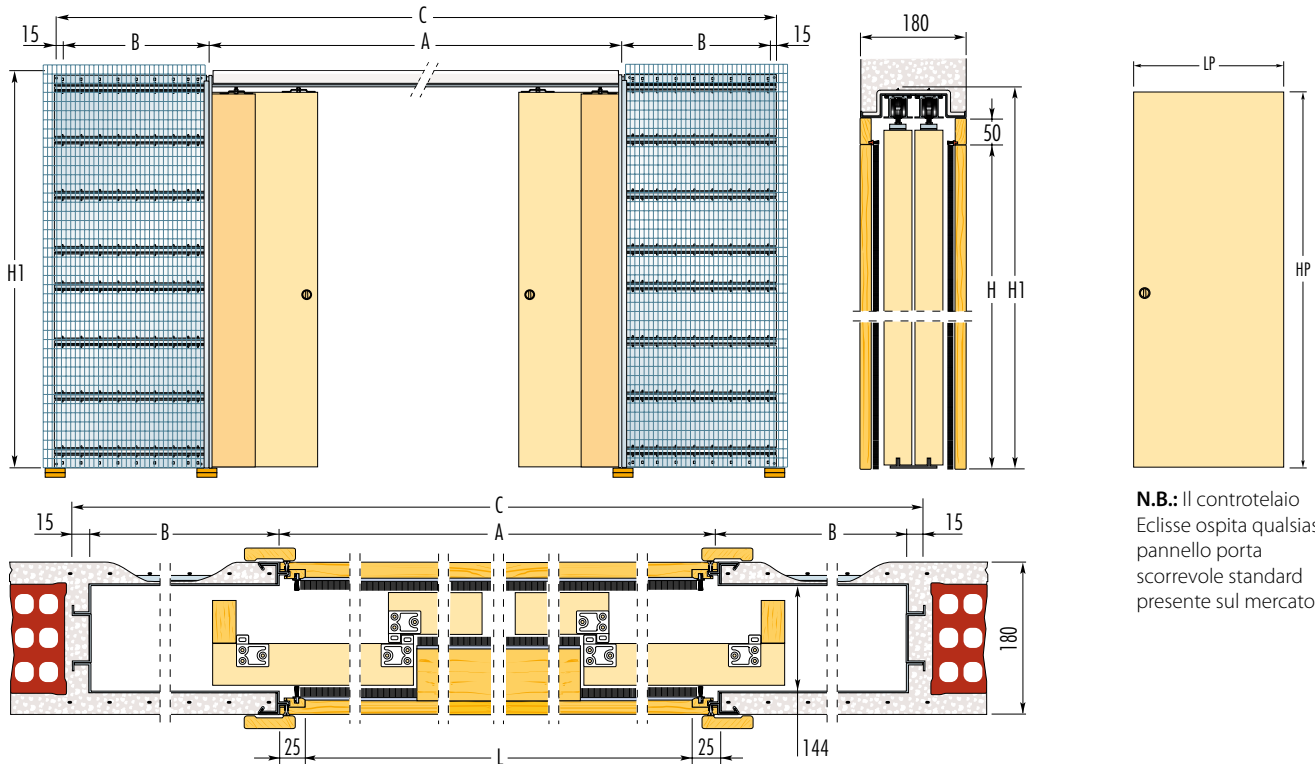 C
15 B A B 15
H1
180
50
H H1
LP
HP
N.B.: Il controtelaio
Eclisse ospita qualsias
pannello porta
scorrevole standard
presente sul mercato
C
15 B A B 15
180
25 L 25 144